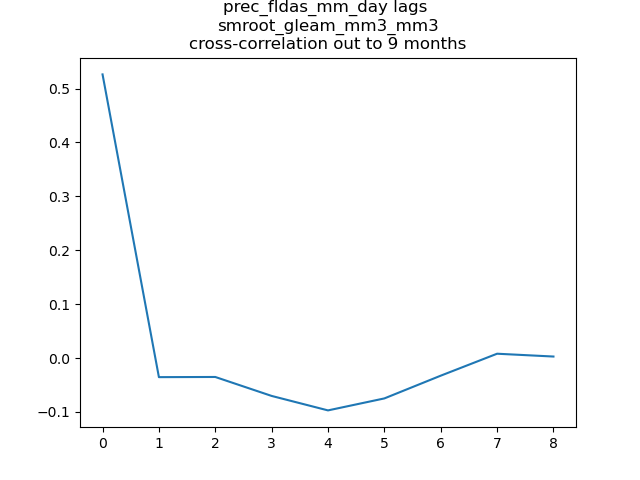 prec_fldas_mm_day lags
smroot_gleam_mm3_mm3
cross-correlation out to 9 months
0.5
0.4
0.3
0.2
0.1
0.0
−0.1
0 1 2 3 4 5 6 7 8